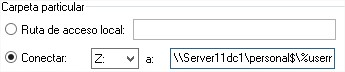 Carpeta particular
Ruta de acceso local:
Conectar: Z: a: \\Server11dc1\personal$\%userr